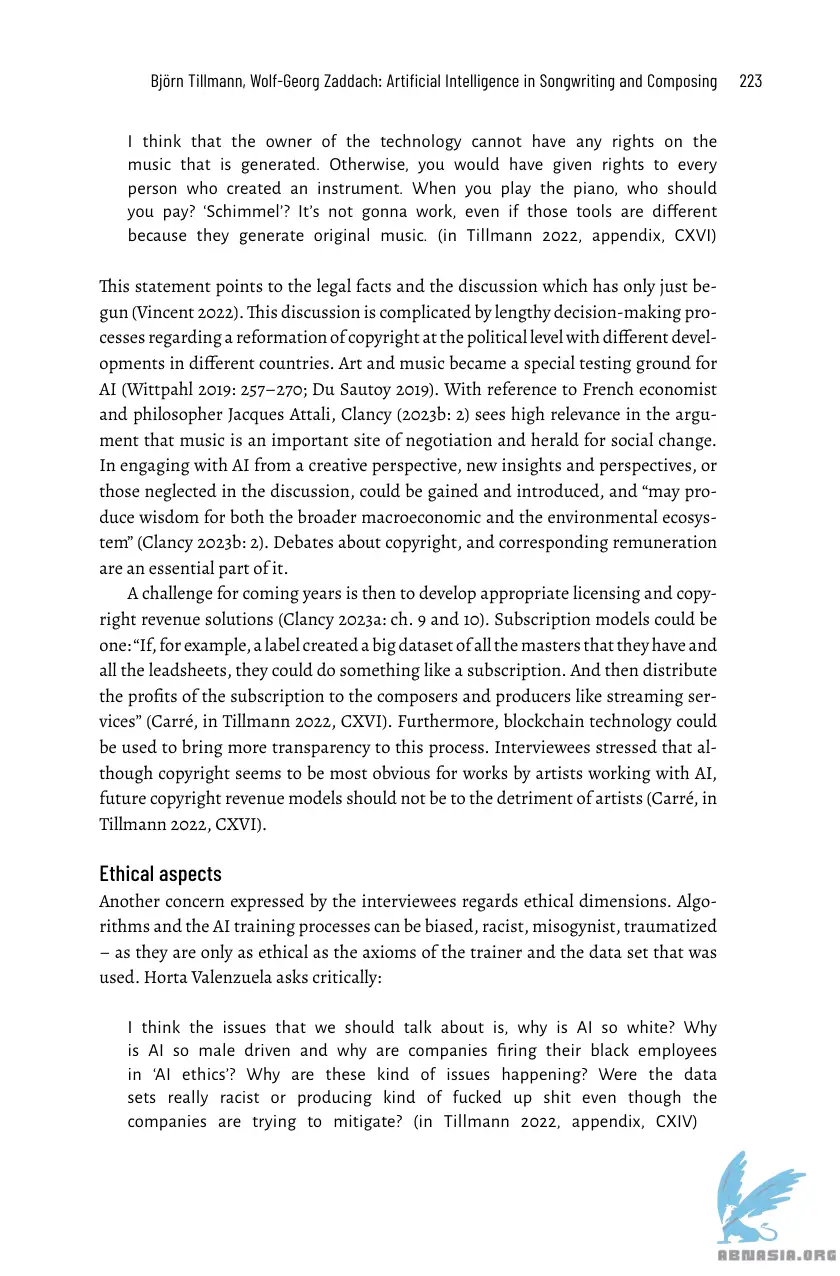 Björn Tillmann, Wolf-Georg Zaddach: Artificial Intelligence in Songwriting and Composing 223
I think that the owner of the technology cannot have any rights on the
music that is generated. Otherwise, you would have given rights to every
person who created an instrument. When you play the piano, who should
you pay? ‘Schimmel’? It’s not gonna work, even if those tools are different
because they generate original music. (in Tillmann 2022, appendix, CXVI)
This statement points to the legal facts and the discussion which has only just be-
gun (Vincent 2022). This discussion is complicated by lengthy decision-making pro-
cesses regarding a reformation of copyright at the political level with different devel-
opments in different countries. Art and music became a special testing ground for
AI (Wittpahl 2019: 257–270; Du Sautoy 2019). With reference to French economist
and philosopher Jacques Attali, Clancy (2023b: 2) sees high relevance in the argu-
ment that music is an important site of negotiation and herald for social change.
In engaging with AI from a creative perspective, new insights and perspectives, or
those neglected in the discussion, could be gained and introduced, and “may pro-
duce wisdom for both the broader macroeconomic and the environmental ecosys-
tem” (Clancy 2023b: 2). Debates about copyright, and corresponding remuneration
are an essential part of it.
A challenge for coming years is then to develop appropriate licensing and copy-
right revenue solutions (Clancy 2023a: ch. 9 and 10). Subscription models could be
one: “If, for example, a label created a big dataset of all the masters that they have and
all the leadsheets, they could do something like a subscription. And then distribute
the profits of the subscription to the composers and producers like streaming ser-
vices” (Carré, in Tillmann 2022, CXVI). Furthermore, blockchain technology could
be used to bring more transparency to this process. Interviewees stressed that al-
though copyright seems to be most obvious for works by artists working with AI,
future copyright revenue models should not be to the detriment of artists (Carré, in
Tillmann 2022, CXVI).
Ethical aspects
Another concern expressed by the interviewees regards ethical dimensions. Algo-
rithms and the AI training processes can be biased, racist, misogynist, traumatized
– as they are only as ethical as the axioms of the trainer and the data set that was
used. Horta Valenzuela asks critically:
I think the issues that we should talk about is, why is AI so white? Why
is AI so male driven and why are companies firing their black employees
in ‘AI ethics’? Why are these kind of issues happening? Were the data
sets really racist or producing kind of fucked up shit even though the
companies are trying to mitigate? (in Tillmann 2022, appendix, CXIV)
ABNASIA.ORG